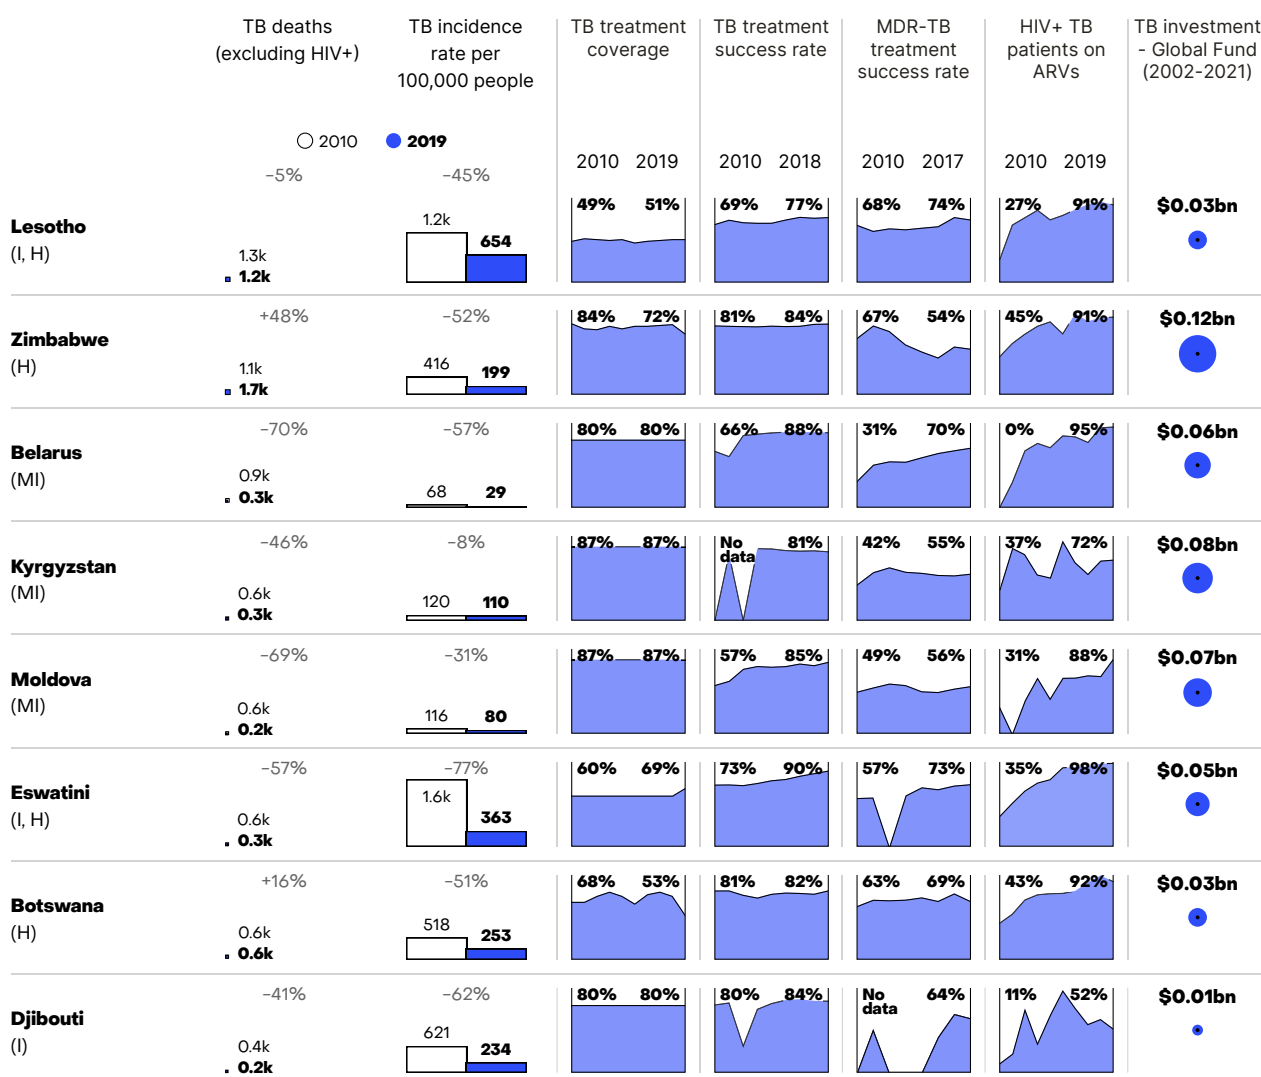 TB deaths
(excluding HIV+)
TB incidence
rate per
100,000 people
TB treatment
coverage
TB treatment
success rate
MDR-TB
treatment
success rate
HIV+ TB
patients on
ARVs
TB investment
- Global Fund
(2002-2021)
2010 2019
2010 2019 2010 2018 2010 2017 2010 2019
−5% −45%
Lesotho
(I, H)
1.3k
1.2k
1.2k
654
49% 51% 69% 77% 68% 74% 27% 91% $0.03bn
+48% −52%
Zimbabwe
(H)
1.1k
1.7k
416
199
84% 72% 81% 84% 67% 54% 45% 91% $0.12bn
−70% −57%
Belarus
(MI)
0.9k
0.3k
68 29
80% 80% 66% 88% 31% 70% 0% 95% $0.06bn
−46% −8%
Kyrgyzstan
(MI)
0.6k
0.3k
120 110
87% 87% No
data 81% 42% 55% 37% 72% $0.08bn
−69% −31%
Moldova
(MI)
0.6k
0.2k
116 80
87% 87% 57% 85% 49% 56% 31% 88% $0.07bn
−57% −77%
Eswatini
(I, H)
0.6k
0.3k
1.6k
363
60% 69% 73% 90% 57% 73% 35% 98% $0.05bn
+16% −51%
Botswana
(H)
0.6k
0.6k
518
253
68% 53% 81% 82% 63% 69% 43% 92% $0.03bn
−41% −62%
Djibouti
(I)
0.4k
0.2k
621
234
80% 80% 80% 84% No
data 64% 11% 52% $0.01bn